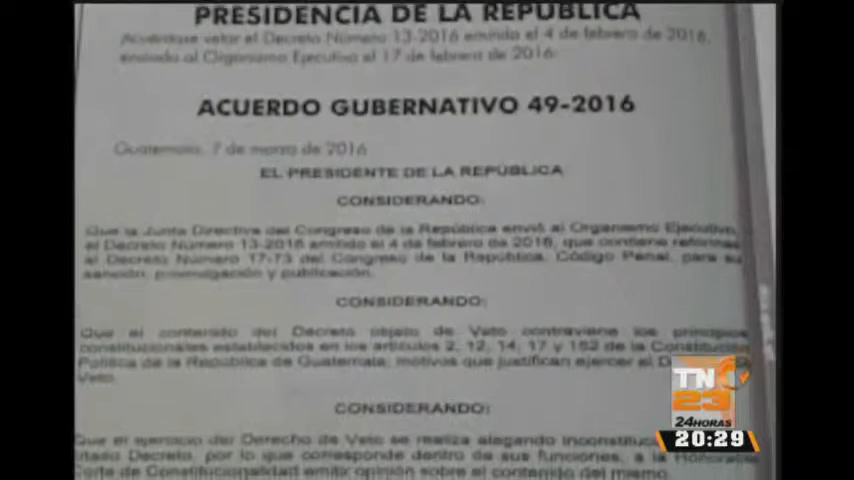 PRESIDENCIA DE LA REPÚBLICA
Acuérdase vetar el Decreto Número 13-2016 emitido el 4 de febrero de 2016,
enviado al Organismo Ejecutivo el 17 de febrero de 2016.
ACUERDO GUBERNATIVO 49-2016
Guatemala, 7 de marzo de 2016
EL PRESIDENTE DE LA REPÚBLICA
CONSIDERANDO:
Que la Junta Directiva del Congreso de la República envió al Organismo Ejecutivo,
el Decreto Número 13-2016 emitido el 4 de febrero de 2016, que contiene reformas
al Decreto Número 17-73 del Congreso de la República, Código Penal, para su
sanción, promulgación y publicación.
CONSIDERANDO:
Que el contenido del Decreto objeto de Veto contraviene los principios
constitucionales establecidos en los artículos 2, 12, 14, 17 y 152 de la Constitución
Política de la República de Guatemala; motivos que justifican ejercer el
Veto.
CONSIDERANDO:
Que el ejercicio del Derecho de Veto se realiza alegando
Decreto, por lo que corresponde dentro de sus funciones, a la Honorable
Corte de Constitucionalidad emitir opinión sobre el contenido del mismo.
TN
23
24HORAS
20:29